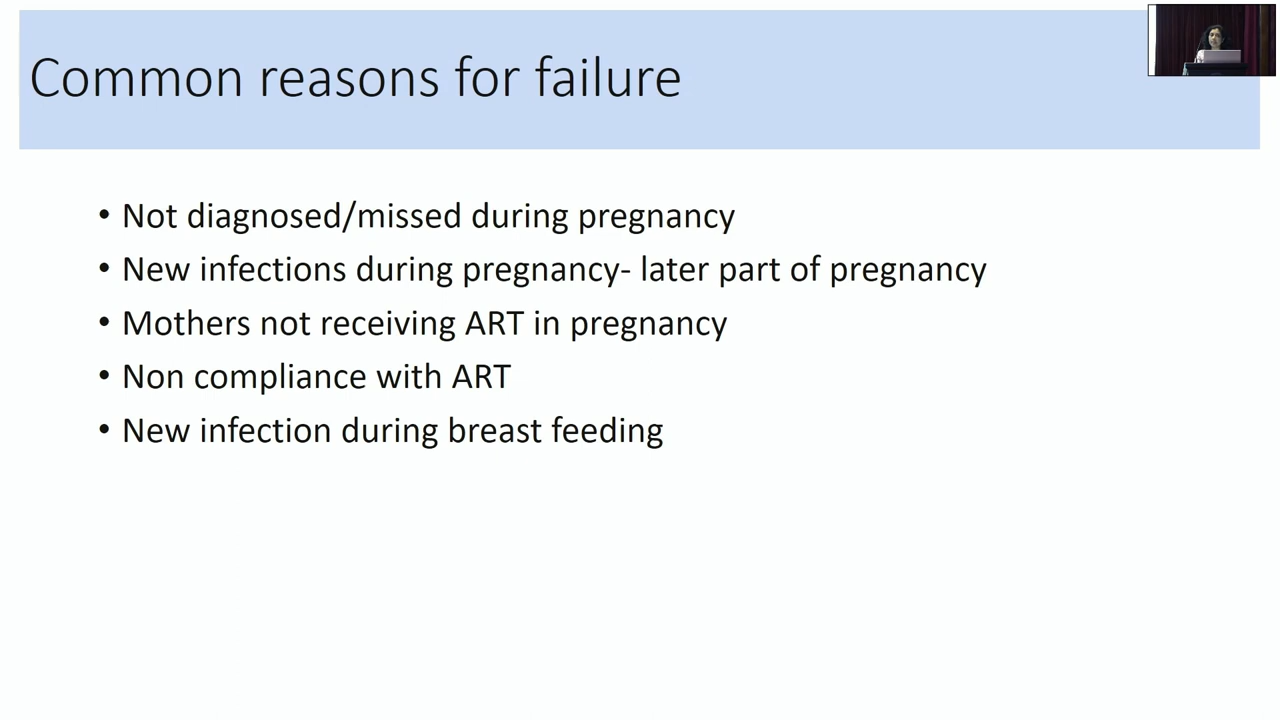 Common reasons for failure
• Not diagnosed/missed during pregnancy
• New infections during pregnancy- later part of pregnancy
• Mothers not receiving ART in pregnancy
• Non compliance with ART
• New infection during breast feeding